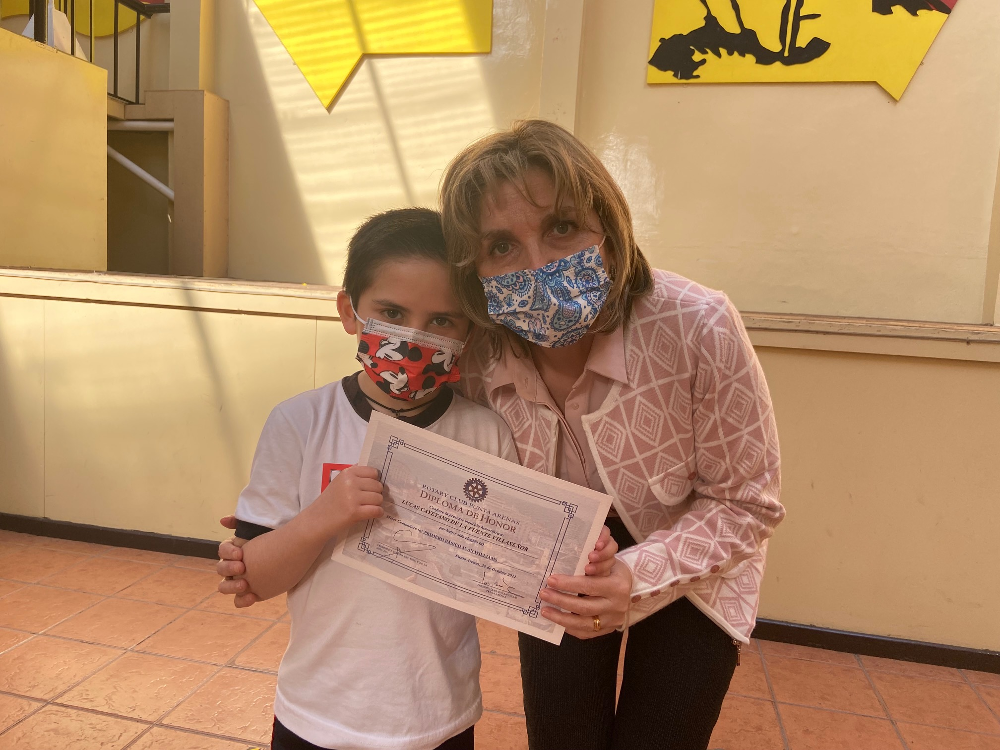 ROTARY CLUB PUNTA ARENAS
DIPLOMA DE HONOR
Confiere la presente mención honorífica a:
LUCAS CAYETANO DE LA FUENTE VILLASEÑOR
por haber sido elegido (a)
Mejor Compañero (a) PRIMERO BÁSICO JUAN WILLIAMS
Punta Arenas, 28 de Octubre 2021
PRESIDENTE DE ROTARY CLUB
PUNTA ARENAS